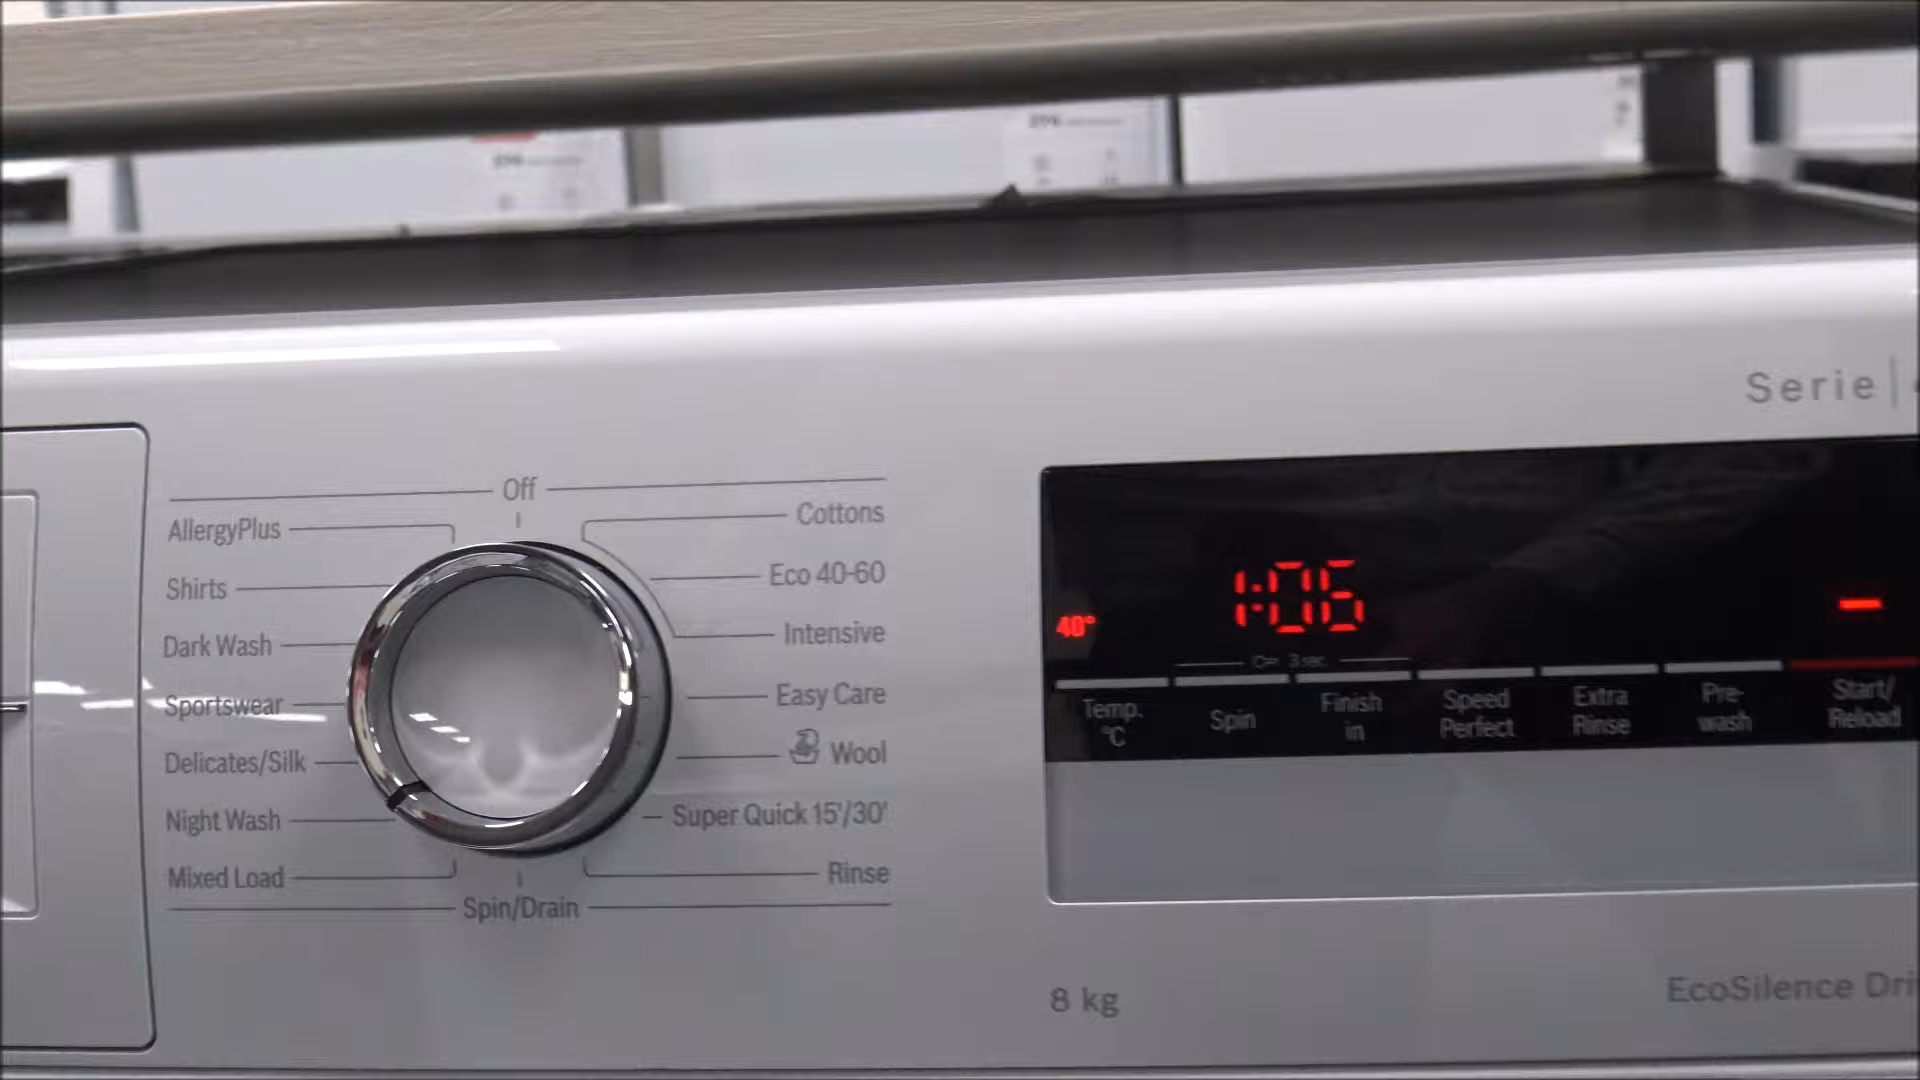 Serie |
Off
AllergyPlus
Shirts
Dark Wash
Sportswear
Delicates/Silk
Night Wash
Mixed Load
Spin/Drain
Cottons
Eco 40-60
Intensive
Easy Care
Wool
Super Quick 15'/30'
Rinse
40°
1:05
3 sec.
Temp.
°C
Spin
Finish
in
Speed
Perfect
Extra
Rinse
Pre-
wash
Start/
Reload
8 kg
EcoSilence Dri